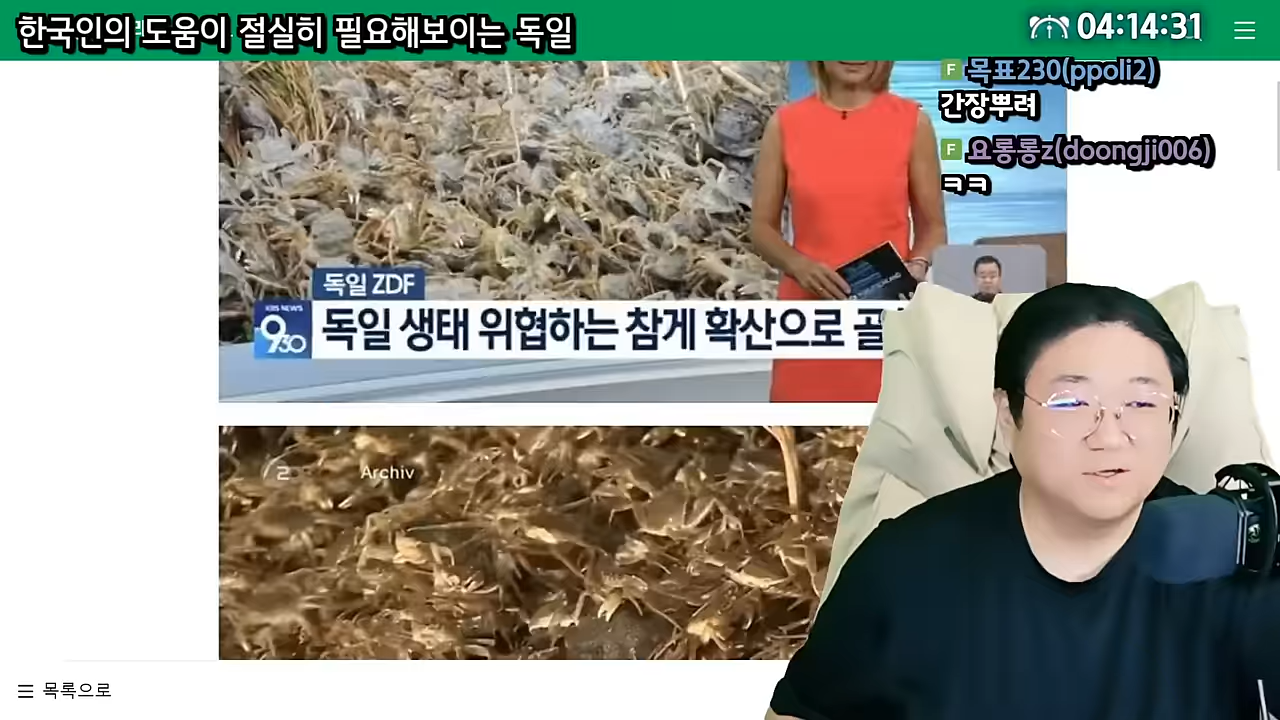 한국인의 도움이 절실히 필요해보이는 독일
04:14:31
F 목표230(ppoli2)
간장뿌려
F 요롱롱z(doongji006)
ㅋㅋ
독일 ZDF
KBS NEWS
930
독일 생태 위협하는 참게 확산으로
Archiv
목록으로